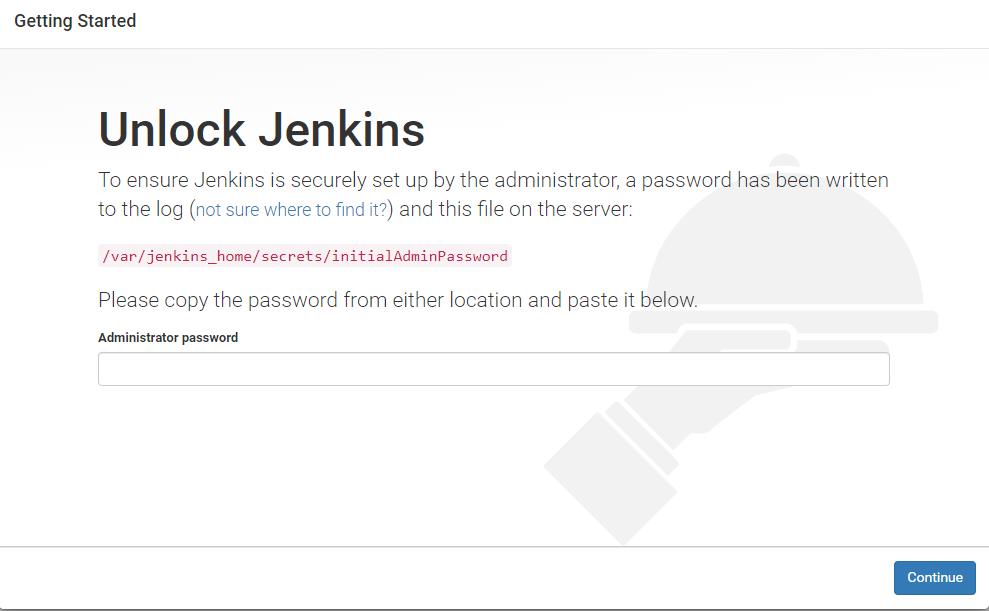 Getting Started
Unlock Jenkins
To ensure Jenkins is securely set up by the administrator, a password has been written
to the log (not sure where to find it?) and this file on the server:
/var/jenkins_home/secrets/initialAdminPassword
Please copy the password from either location and paste it below.
Administrator password
Continue